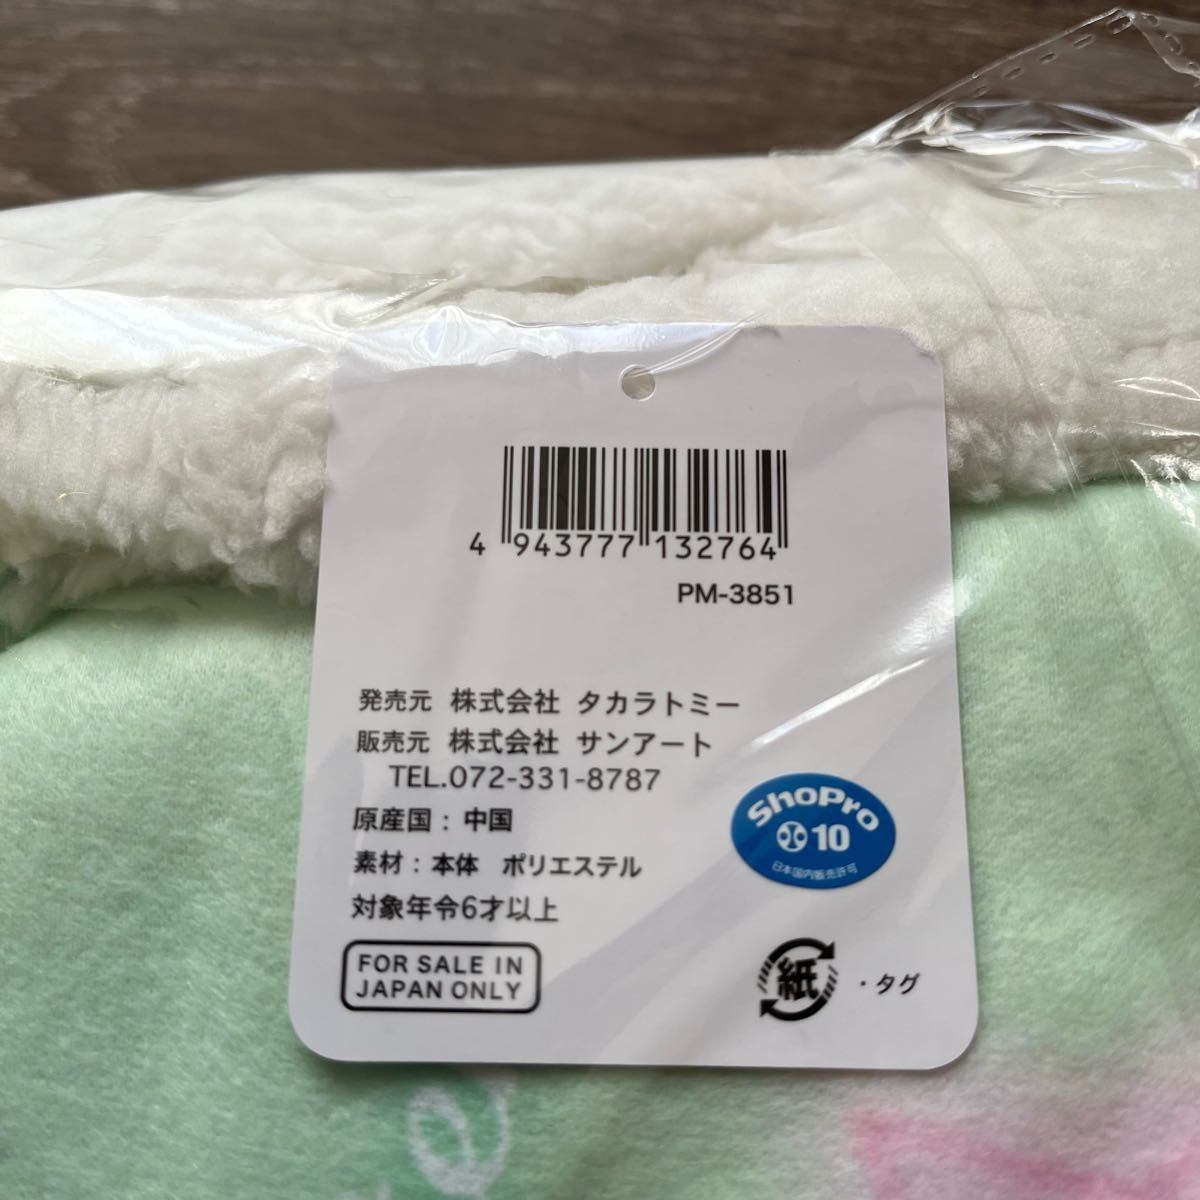 4 943777 132764
PM-3851
発売元 株式会社 タカラトミー
販売元 株式会社 サンアート
TEL.072-331-8787
原産国：中国
素材：本体 ポリエステル
対象年令6才以上
ShoPro
10
日本国内販売許可
FOR SALE IN
JAPAN ONLY
紙 ・タグ